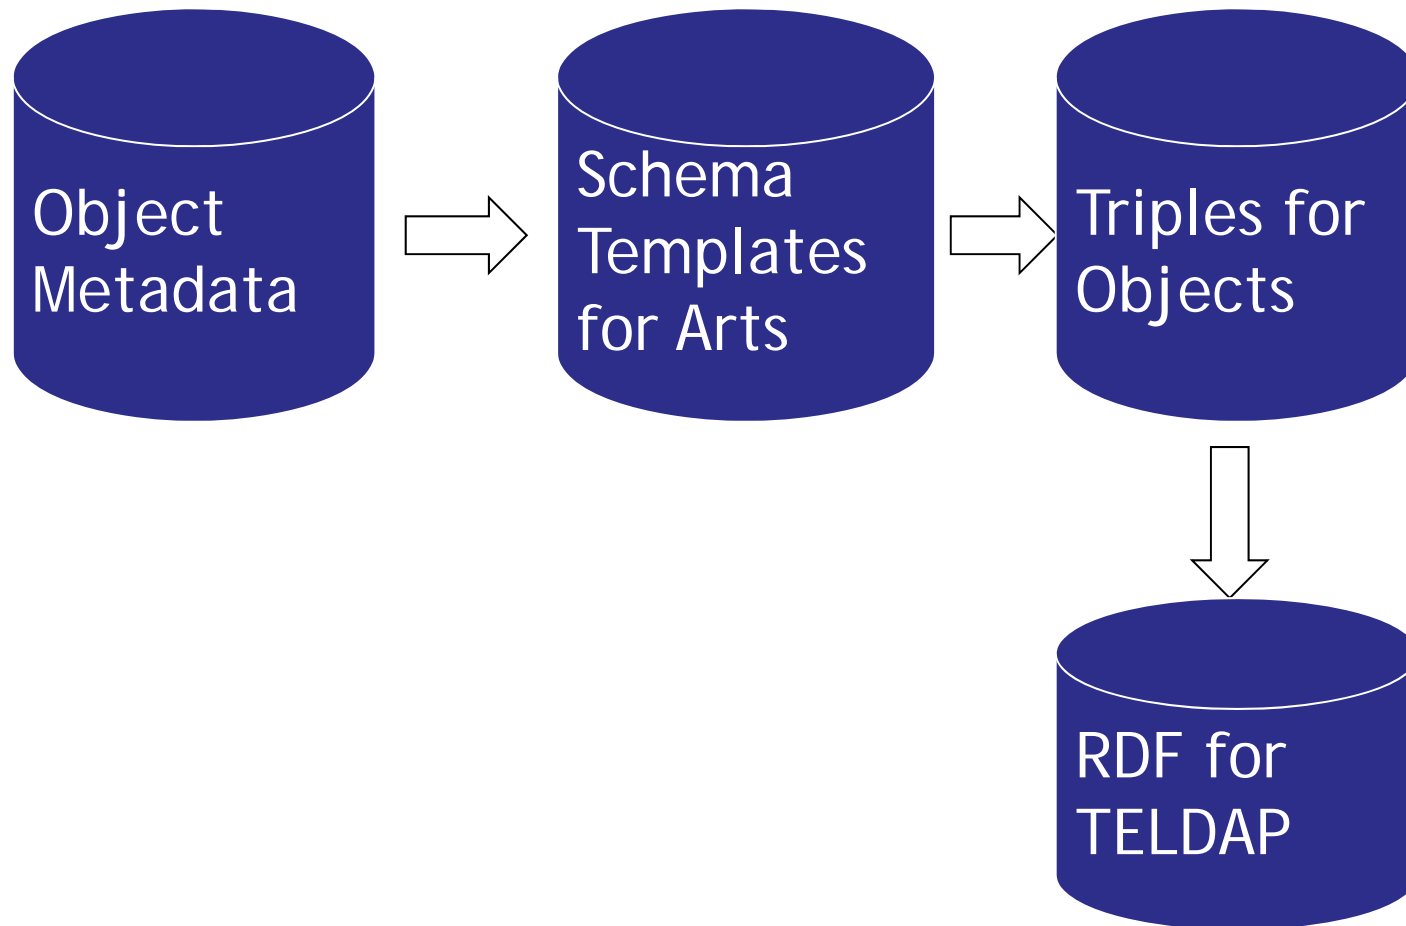 Object
Metadata
Schema
Templates
for Arts
Triples for
Objects
RDF for
TELDAP